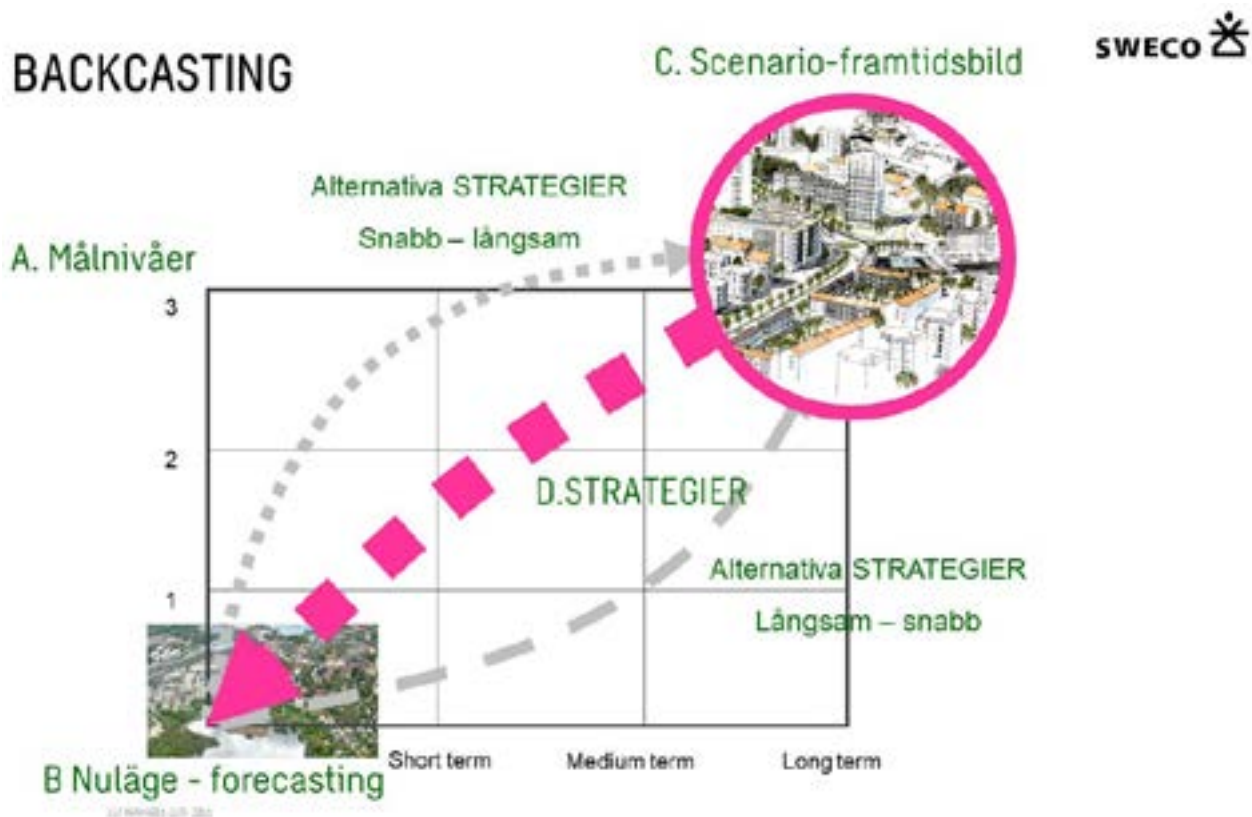 BACKCASTING
C. Scenario-framtidsbild
SWECO
Alternativa STRATEGIER
Snabb – långsam
A. Målnivåer
3
2
1
D.STRATEGIER
Alternativa STRATEGIER
Långsam – snabb
Short term
Medium term
Long term
B Nuläge - forecasting